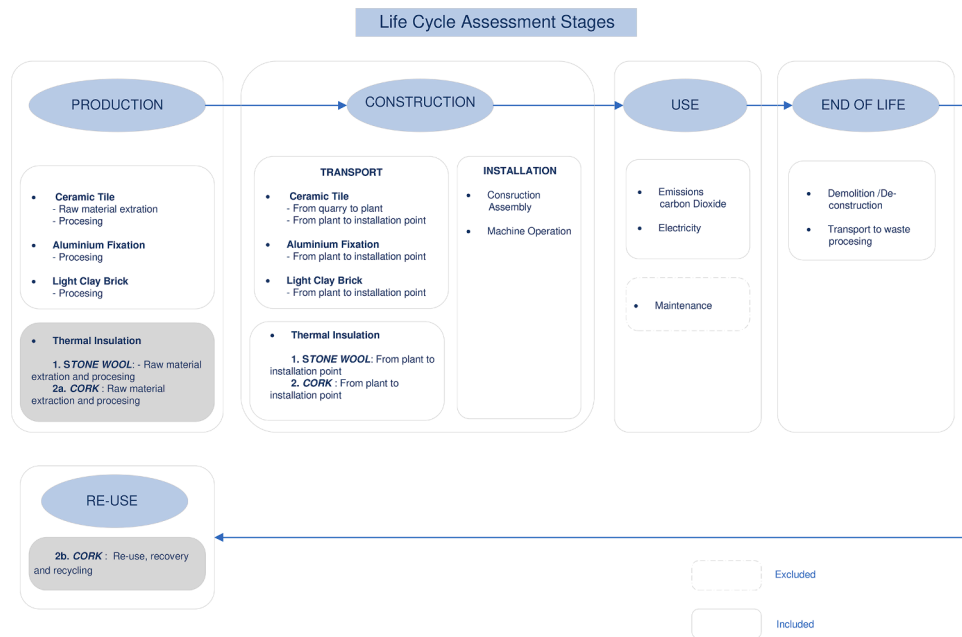 Life Cycle Assessment Stages
PRODUCTION
CONSTRUCTION
USE
END OF LIFE
• Ceramic Tile
- Raw material extration
- Procesing
• Aluminium Fixation
- Procesing
• Light Clay Brick
- Procesing
• Thermal Insulation
1. STONE WOOL: - Raw material
extration and procesing
2a. CORK : Raw material
extraction and procesing
TRANSPORT
• Ceramic Tile
- From quarry to plant
- From plant to installation point
• Aluminium Fixation
- From plant to installation point
• Light Clay Brick
- From plant to installation point
• Thermal Insulation
1. STONE WOOL: From plant to
installation point
2. CORK : From plant to
installation point
INSTALLATION
• Consruction
Assembly
• Machine Operation
• Emissions
carbon Dioxide
• Electricity
• Maintenance
• Demolition /De-
construction
• Transport to waste
procesing
RE-USE
2b. CORK : Re-use, recovery
and recycling
Excluded
Included